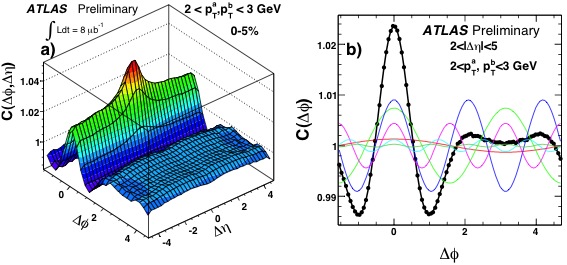 ATLAS Preliminary
2 < p_T^a, p_T^b < 3 GeV
∫ Ldt = 8 μb⁻¹
0-5%
a)
C(Δϕ,Δη)
1.04
1.02
1
0
2
4
Δϕ
-4
-2
0
2
4
Δη
ATLAS Preliminary
b)
2<|Δη|<5
2<p_T^a, p_T^b<3 GeV
C(Δϕ)
1.02
1.01
1
0.99
0
2
4
Δϕ